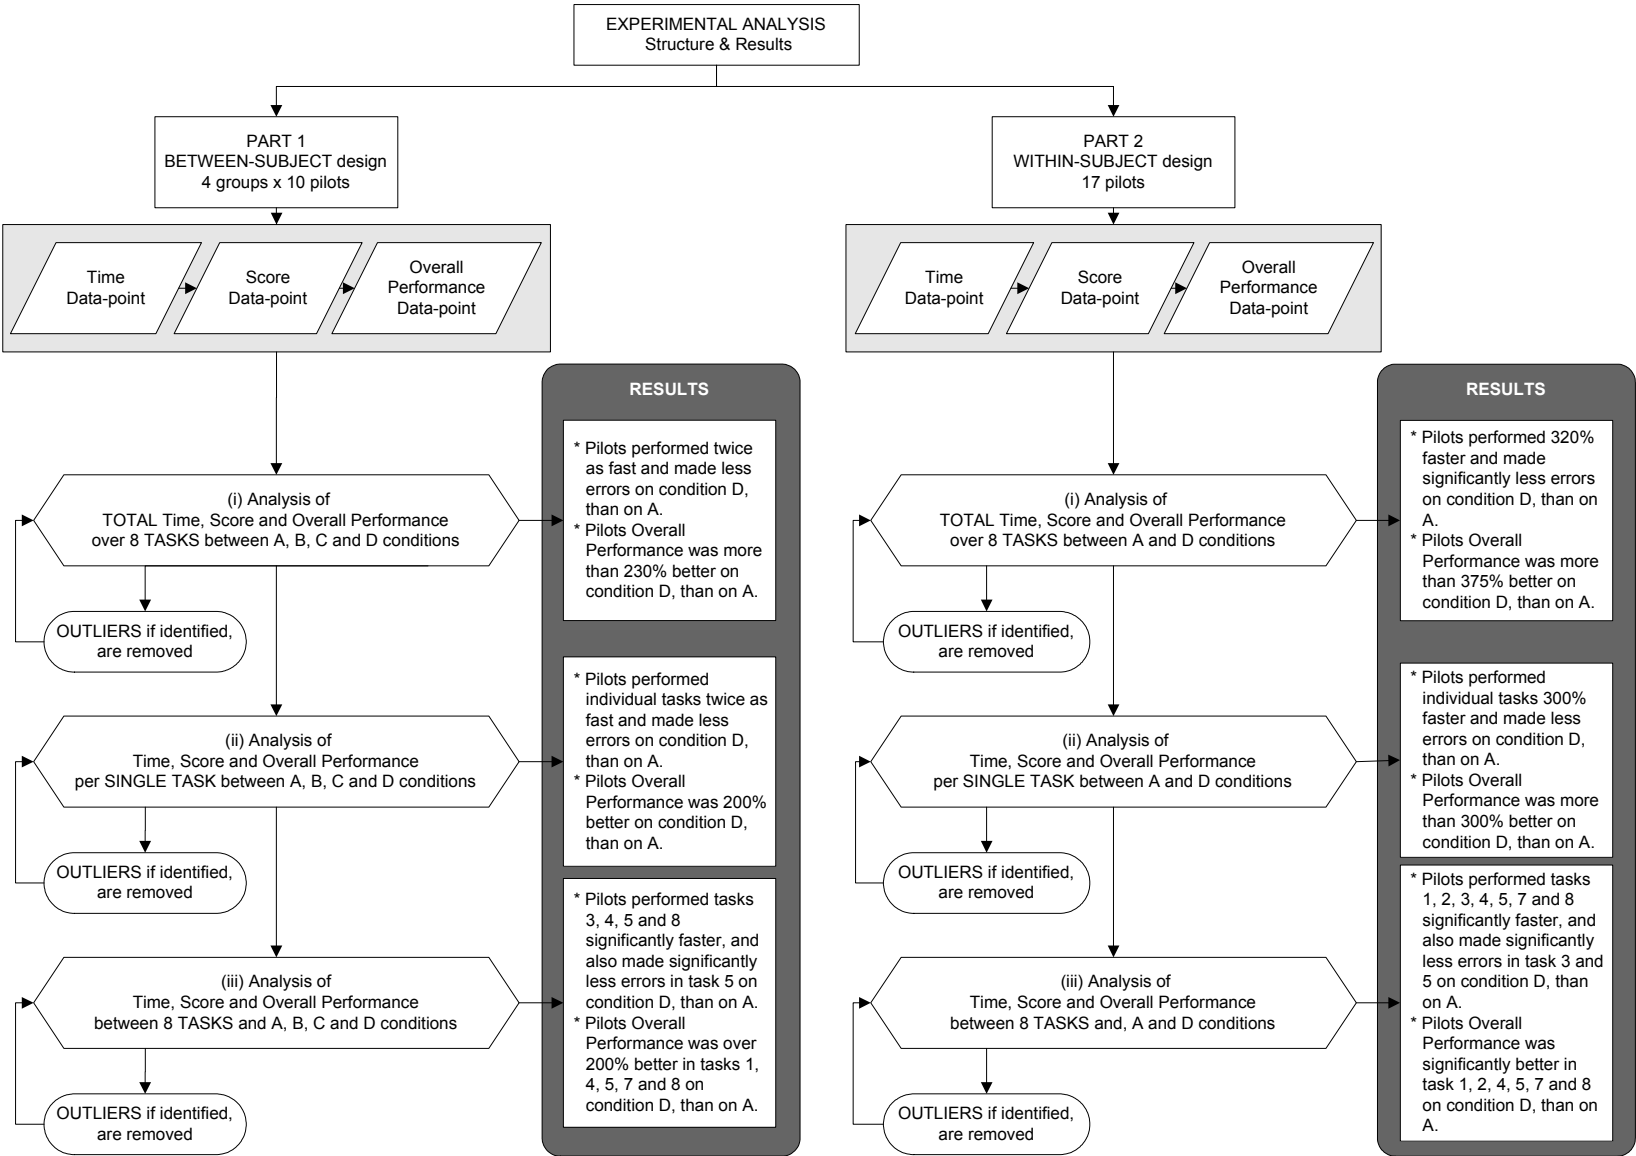 EXPERIMENTAL ANALYSIS
Structure & Results
PART 1
BETWEEN-SUBJECT design
4 groups x 10 pilots
Time
Data-point
Score
Data-point
Overall
Performance
Data-point
RESULTS
(i) Analysis of
TOTAL Time, Score and Overall Performance
over 8 TASKS between A, B, C and D conditions
OUTLIERS if identified,
are removed
* Pilots performed twice
as fast and made less
errors on condition D,
than on A.
* Pilots Overall
Performance was more
than 230% better on
condition D, than on A.
(ii) Analysis of
Time, Score and Overall Performance
per SINGLE TASK between A, B, C and D conditions
OUTLIERS if identified,
are removed
* Pilots performed
individual tasks twice as
fast and made less
errors on condition D,
than on A.
* Pilots Overall
Performance was 200%
better on condition D,
than on A.
(iii) Analysis of
Time, Score and Overall Performance
between 8 TASKS and A, B, C and D conditions
OUTLIERS if identified,
are removed
* Pilots performed tasks
3, 4, 5 and 8
significantly faster, and
also made significantly
less errors in task 5 on
condition D, than on A.
* Pilots Overall
Performance was over
200% better in tasks 1,
4, 5, 7 and 8 on
condition D, than on A.
PART 2
WITHIN-SUBJECT design
17 pilots
Time
Data-point
Score
Data-point
Overall
Performance
Data-point
RESULTS
(i) Analysis of
TOTAL Time, Score and Overall Performance
over 8 TASKS between A and D conditions
OUTLIERS if identified,
are removed
* Pilots performed 320%
faster and made
significantly less errors
on condition D, than on
A.
* Pilots Overall
Performance was more
than 375% better on
condition D, than on A.
(ii) Analysis of
Time, Score and Overall Performance
per SINGLE TASK between A and D conditions
OUTLIERS if identified,
are removed
* Pilots performed
individual tasks 300%
faster and made less
errors on condition D,
than on A.
* Pilots Overall
Performance was more
than 300% better on
condition D, than on A.
(iii) Analysis of
Time, Score and Overall Performance
between 8 TASKS and, A and D conditions
OUTLIERS if identified,
are removed
* Pilots performed tasks
1, 2, 3, 4, 5, 7 and 8
significantly faster, and
also made significantly
less errors in task 3 and
5 on condition D, than
on A.
* Pilots Overall
Performance was
significantly better in
task 1, 2, 4, 5, 7 and 8
on condition D, than on
A.